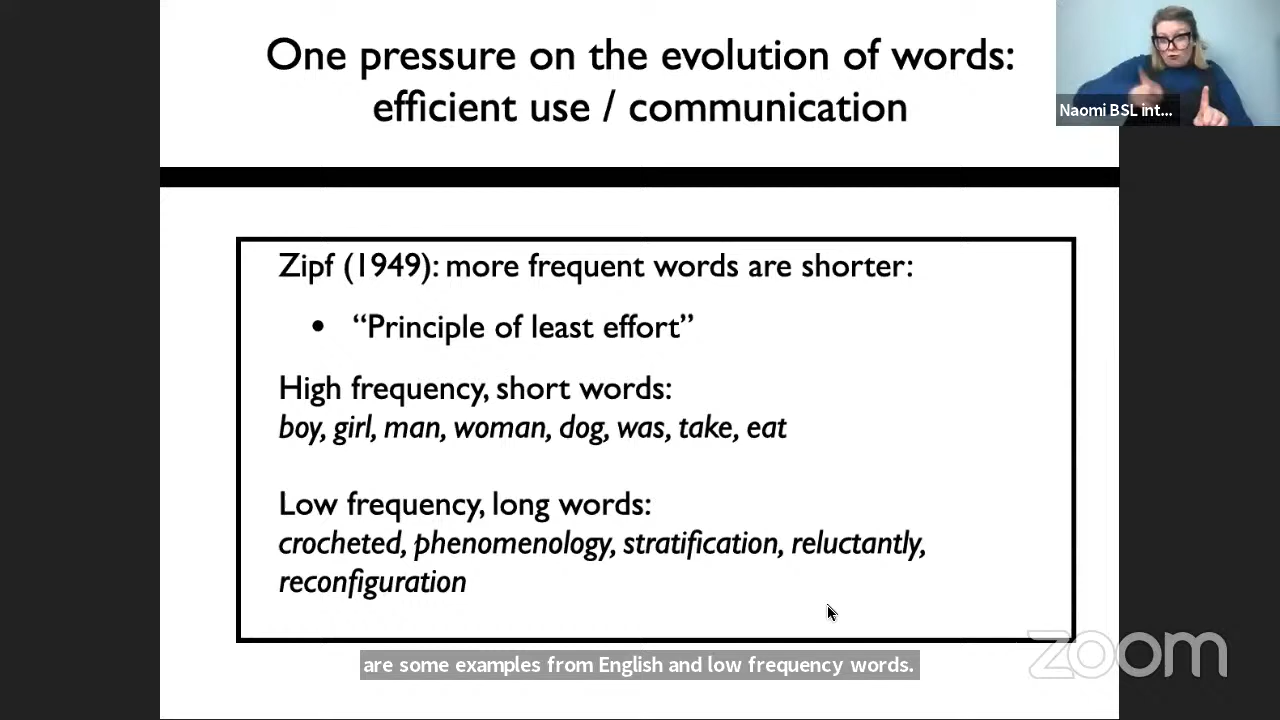 One pressure on the evolution of words:
efficient use / communication
Naomi BSL int...
Zipf (1949): more frequent words are shorter:
• “Principle of least effort”
High frequency, short words:
boy, girl, man, woman, dog, was, take, eat
Low frequency, long words:
crocheted, phenomenology, stratification, reluctantly,
reconfiguration
are some examples from English and low frequency words.
zoom